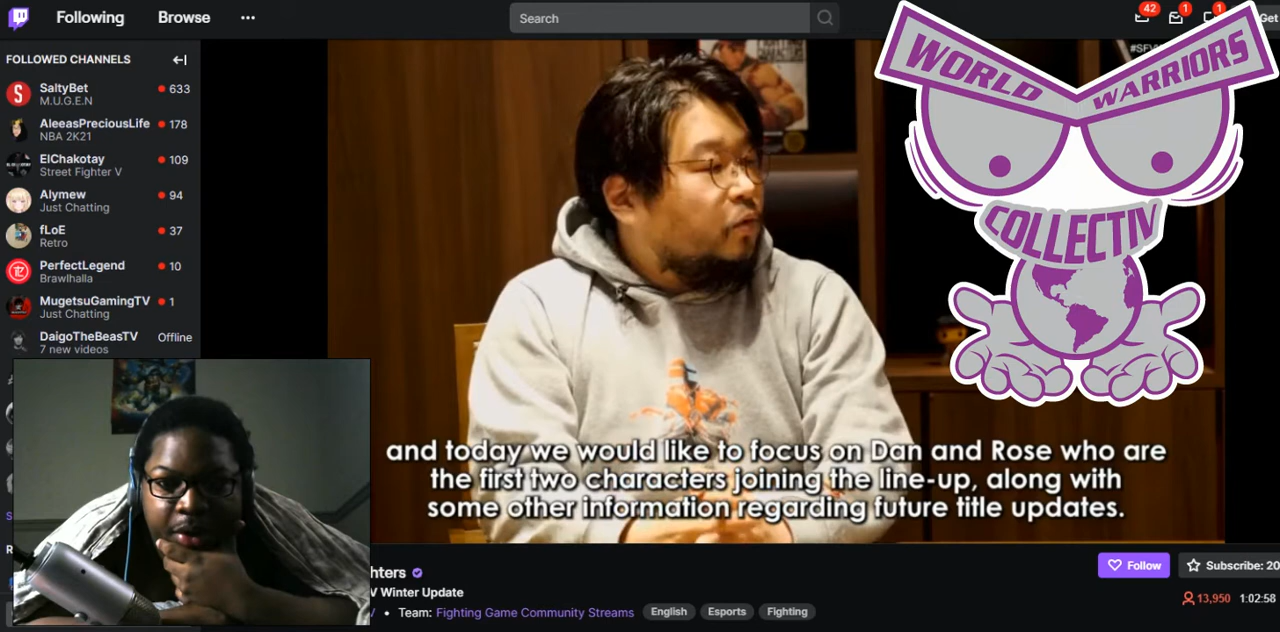 Following
Browse
Search
42
1
1
Get
FOLLOWED CHANNELS
SaltyBet
633
M.U.G.E.N
AleeasPreciousLife
178
NBA 2K21
ElChakotay
109
Street Fighter V
Alymew
94
Just Chatting
fLoE
37
Retro
PerfectLegend
10
Brawlhalla
MugetsuGamingTV
1
Just Chatting
DaigoTheBeasTV
Offline
7 new videos
WORLD WARRIORS
COLLECTIV
and today we would like to focus on Dan and Rose who are
the first two characters joining the line-up, along with
some other information regarding future title updates.
hters
Follow
Subscribe: 20
V Winter Update
V • Team: Fighting Game Community Streams
English
Esports
Fighting
13,950
1:02:58